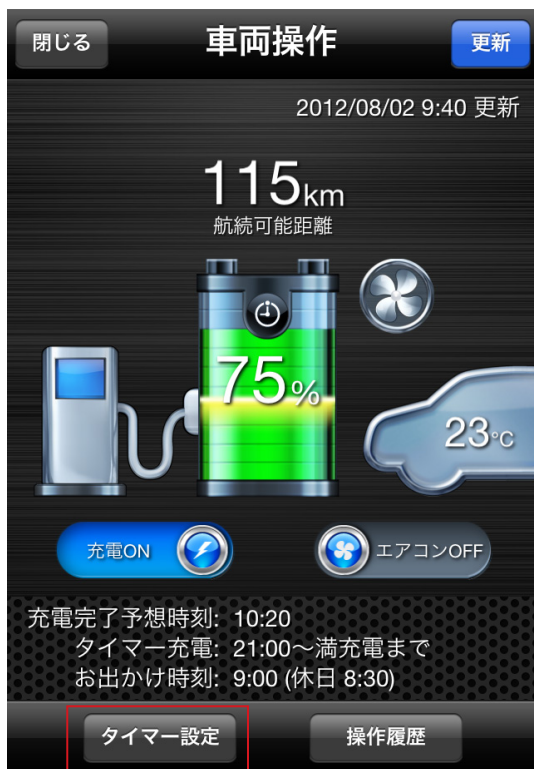 閉じる 車両操作 更新
2012/08/02 9:40 更新
115km
航続可能距離
75%
23℃
充電ON エアコンOFF
充電完了予想時刻: 10:20
タイマー充電: 21:00～満充電まで
お出かけ時刻: 9:00 (休日 8:30)
タイマー設定 操作履歴